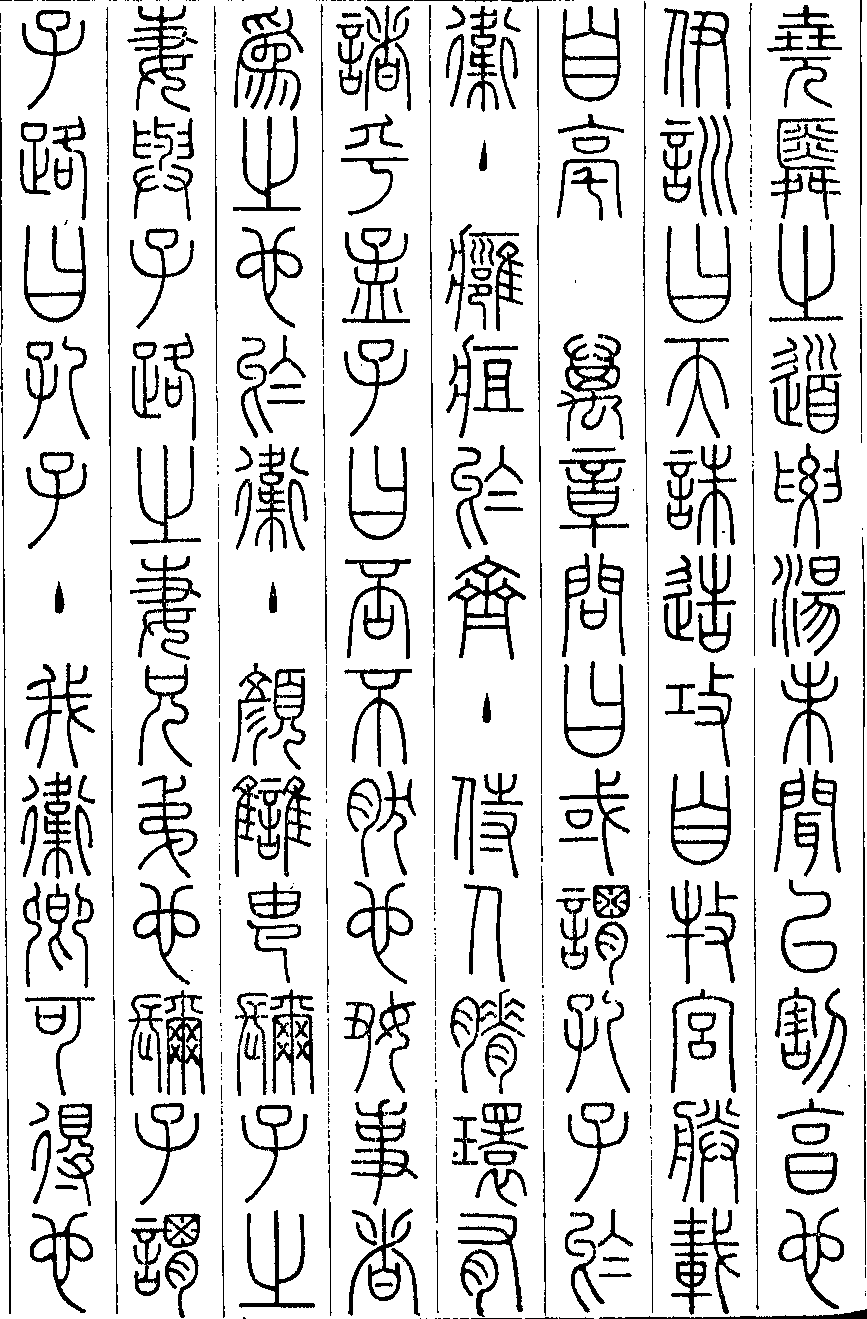 堯舜之道要湯未聞以割烹也
伊訓曰天誅造攻自牧宮朕載
自亳 萬章問曰或謂孔子於
衛主癰疽於齊主侍人瘠環有
諸乎孟子曰否不然也好事者
爲之也於衛主顏讎由彌子之
妻與子路之妻兄弟也彌子謂
子路曰孔子主我衛卿可得也